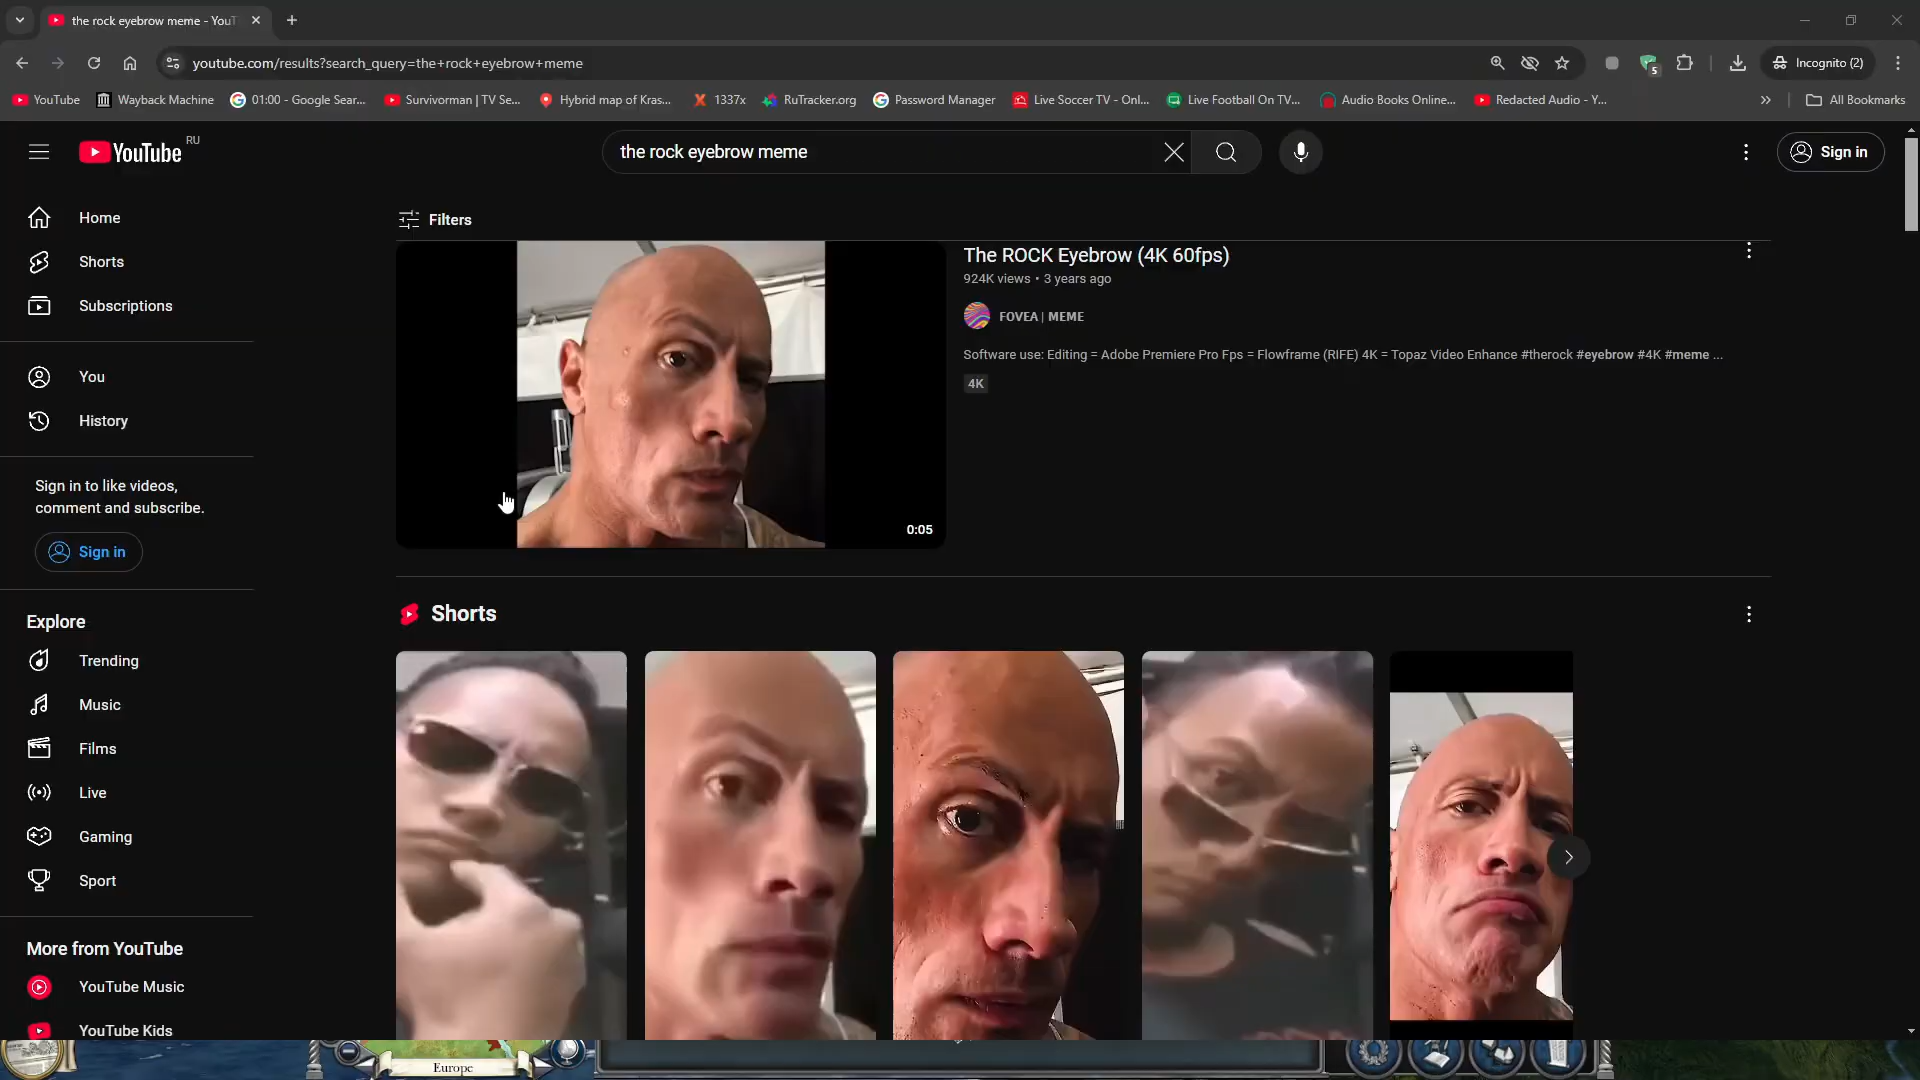 the rock eyebrow meme - YouT
youtube.com/results?search_query=the+rock+eyebrow+meme
5
Incognito (2)
YouTube
Wayback Machine
01:00 - Google Sear...
Survivorman | TV Se...
Hybrid map of Kras...
1337x
RuTracker.org
Password Manager
Live Soccer TV - Onl...
Live Football On TV...
Audio Books Online...
Redacted Audio - Y...
All Bookmarks
YouTube RU
the rock eyebrow meme
Sign in
Home
Shorts
Subscriptions
You
History
Sign in to like videos,
comment and subscribe.
Sign in
Explore
Trending
Music
Films
Live
Gaming
Sport
More from YouTube
YouTube Music
YouTube Kids
Filters
The ROCK Eyebrow (4K 60fps)
924K views • 3 years ago
FOVEA | MEME
Software use: Editing = Adobe Premiere Pro Fps = Flowframe (RIFE) 4K = Topaz Video Enhance #therock #eyebrow #4K #meme ...
4K
0:05
Shorts
Europe